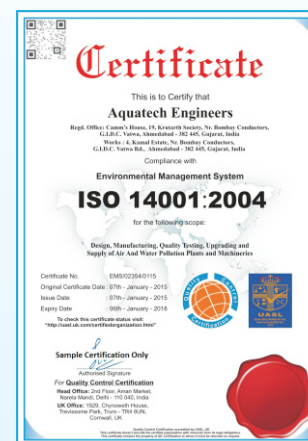 Certificate
This is to Certify that
Aquatech Engineers
Regd. Office: Camm's House, 19, Krutarth Society, Nr. Bombay Conductors,
G.I.D.C. Vatwa, Ahmedabad - 382 445, Gujarat, India
Works : 4, Kamal Estate, Nr. Bombay Conductors,
G.I.D.C. Vatwa Rd., Ahmedabad - 382 445, Gujarat, India
Compliance with
Environmental Management System
ISO 14001:2004
for the following scope:
Design, Manufacturing, Quality Testing, Upgrading and
Supply of Air And Water Pollution Plants and Machineries
Certificate No. : EMS/02364/0115
Original Certificate Date : 07th - January - 2015
Issue Date : 07th - January - 2015
Expiry Date : 06th - January - 2018
To check this certificate status visit:
"http://uasl.uk.com/certifiedorganization.html"
Quality System
Certification
UASL
Sample Certification Only
Authorised Signature
For Quality Control Certification
Head Office: 2nd Floor, Aman Market,
Narela Mandi, Delhi - 110 040, India
UK Office: 1929, Chynoweth House,
Trevissome Park, Truro - TR4 8UN,
Cornwall, UK